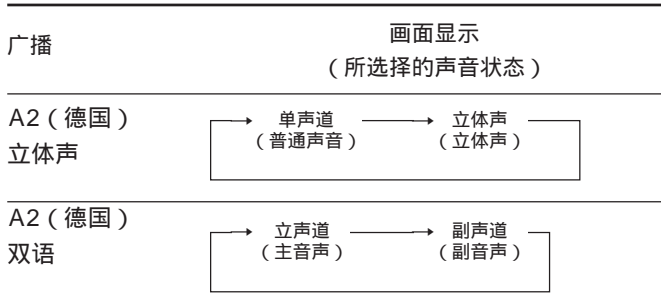 广播
画面显示
(所选择的声音状态)
A2(德国)
立体声
单声道
(普通声音)
立体声
(立体声)
A2(德国)
双语
立声道
(主音声)
副声道
(副音声)